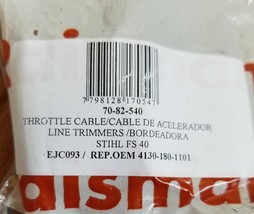 7798128170547
70-82-540
THROTTLE CABLE/CABLE DE ACELERADOR
LINE TRIMMERS /BORDEADORA
STIHL FS 40
EJC093 / REP.OEM 4130-180-1101